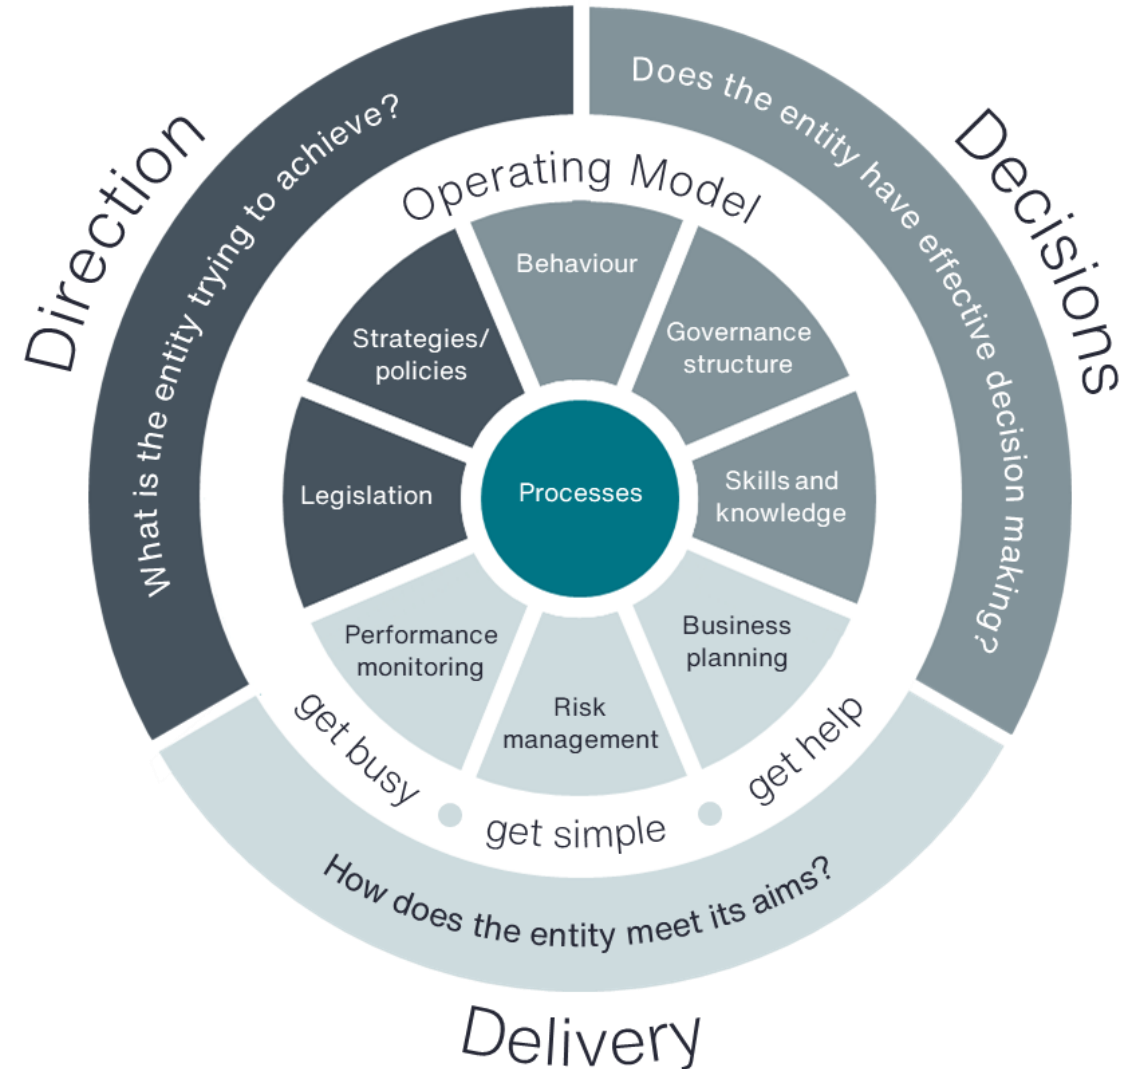 Direction
What is the entity trying to achieve?
Decisions
Does the entity have effective decision making?
Operating Model
Behaviour
Strategies/
policies
Governance
structure
Legislation
Processes
Skills and
knowledge
Performance
monitoring
Business
planning
Risk
management
get busy
get simple
get help
How does the entity meet its aims?
Delivery